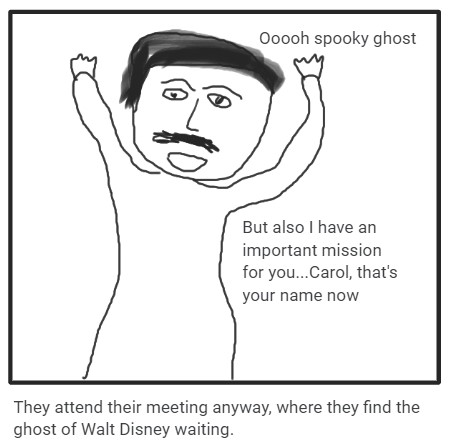 Ooooh spooky ghost
But also I have an
important mission
for you...Carol, that's
your name now
They attend their meeting anyway, where they find the
ghost of Walt Disney waiting.